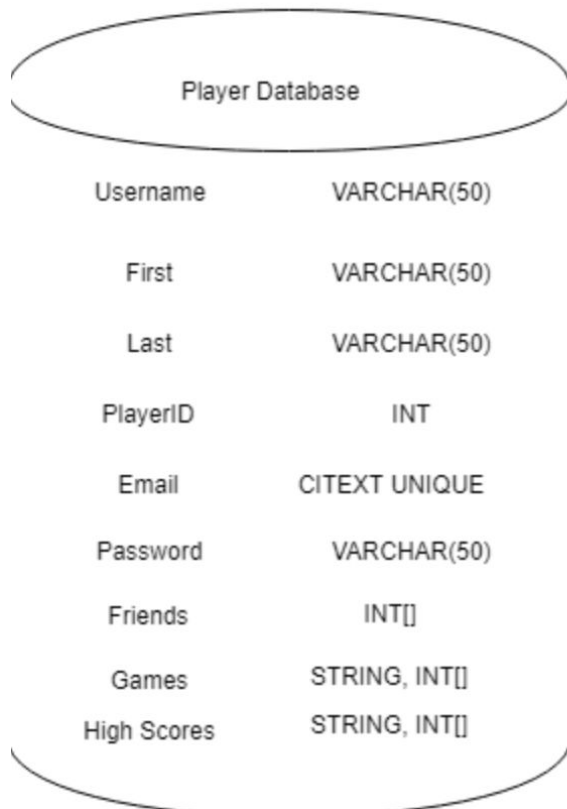 Player Database
Username VARCHAR(50)
First VARCHAR(50)
Last VARCHAR(50)
PlayerID INT
Email CITEXT UNIQUE
Password VARCHAR(50)
Friends INT[]
Games STRING, INT[]
High Scores STRING, INT[]